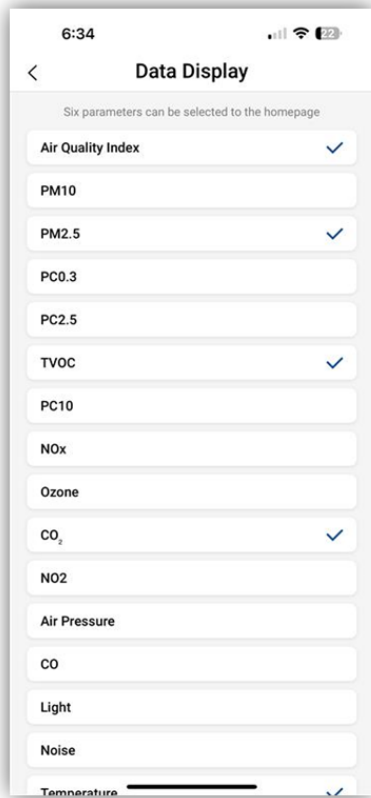 6:34
22
Data Display
Six parameters can be selected to the homepage
Air Quality Index
PM10
PM2.5
PC0.3
PC2.5
TVOC
PC10
NOx
Ozone
CO₂
NO2
Air Pressure
CO
Light
Noise
Temperature